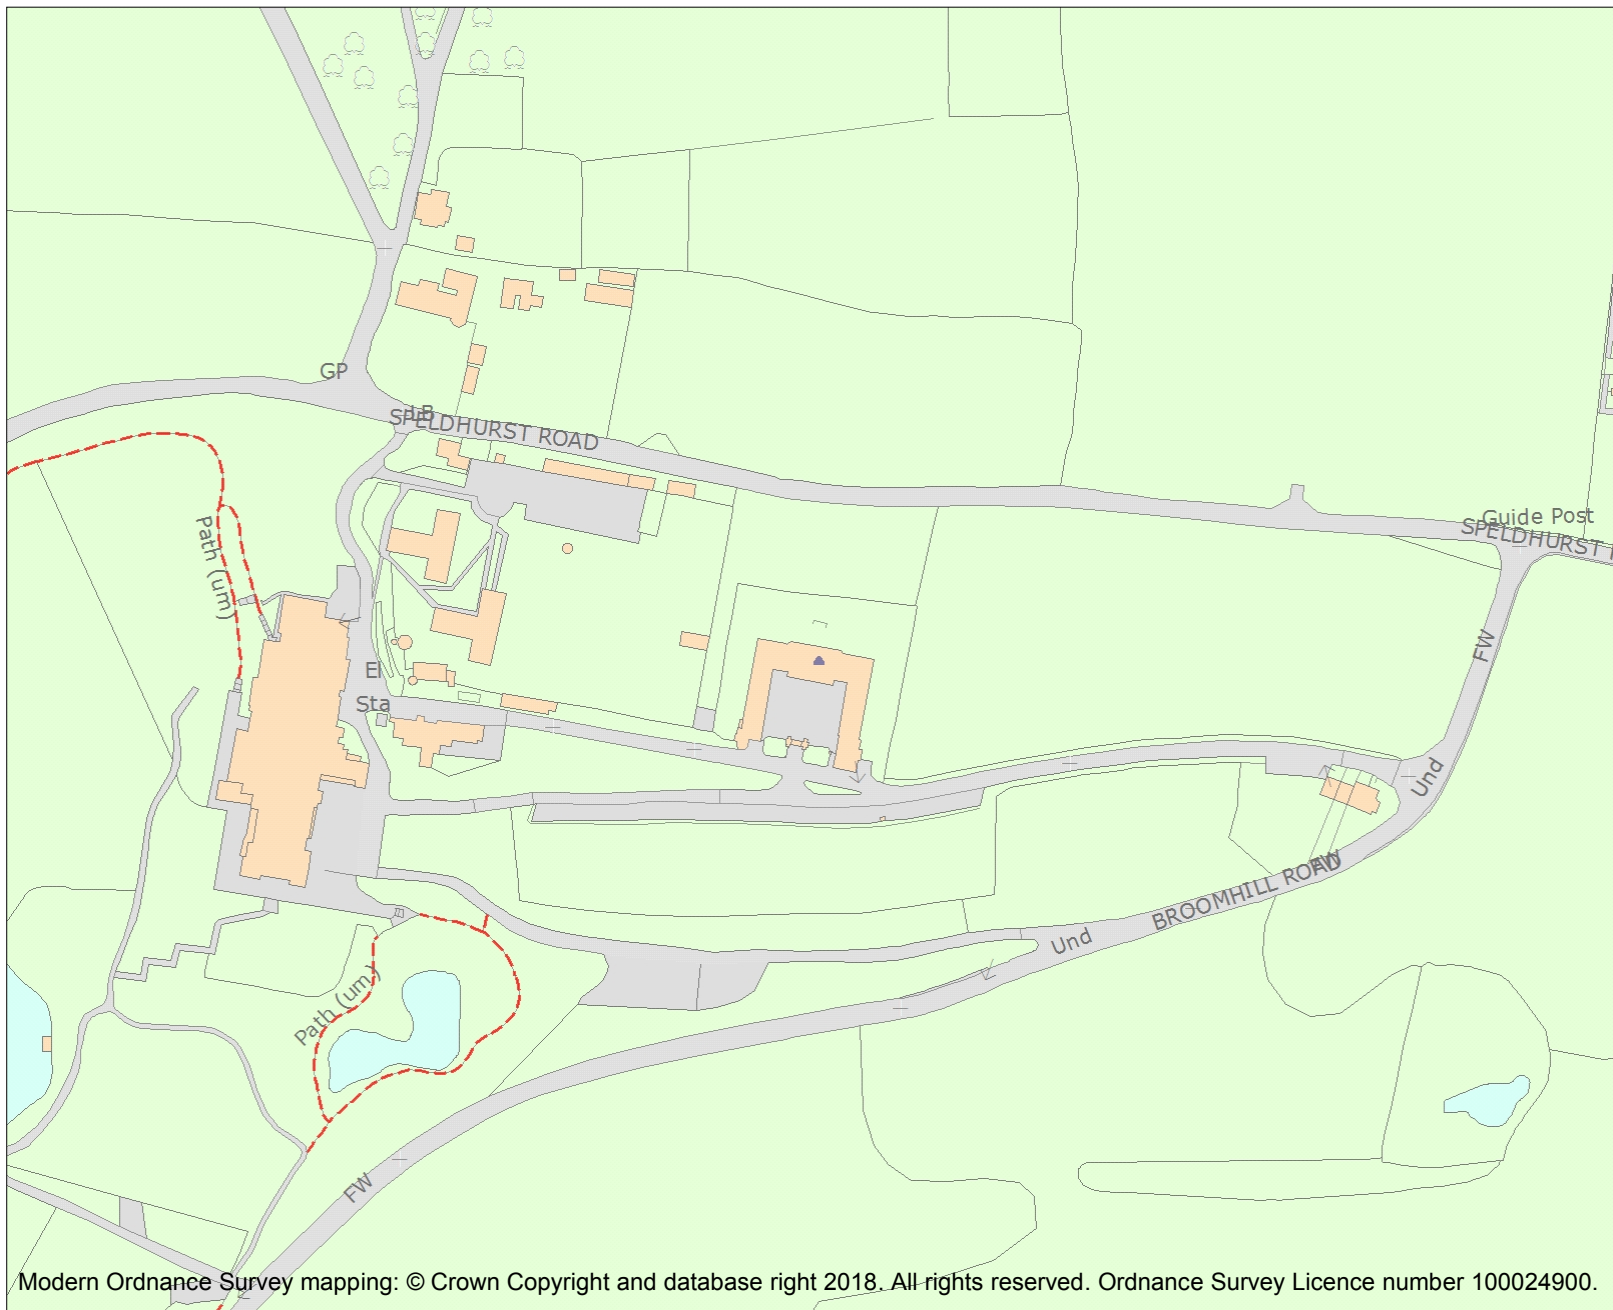 GP
LB
SPELDHURST ROAD
Guide Post
SPELDHURST
Path (um)
FW
El
Sta
Und
FW
BROOMHILL ROAD
Und
Path (um)
FW
Modern Ordnance Survey mapping: © Crown Copyright and database right 2018. All rights reserved. Ordnance Survey Licence number 100024900.